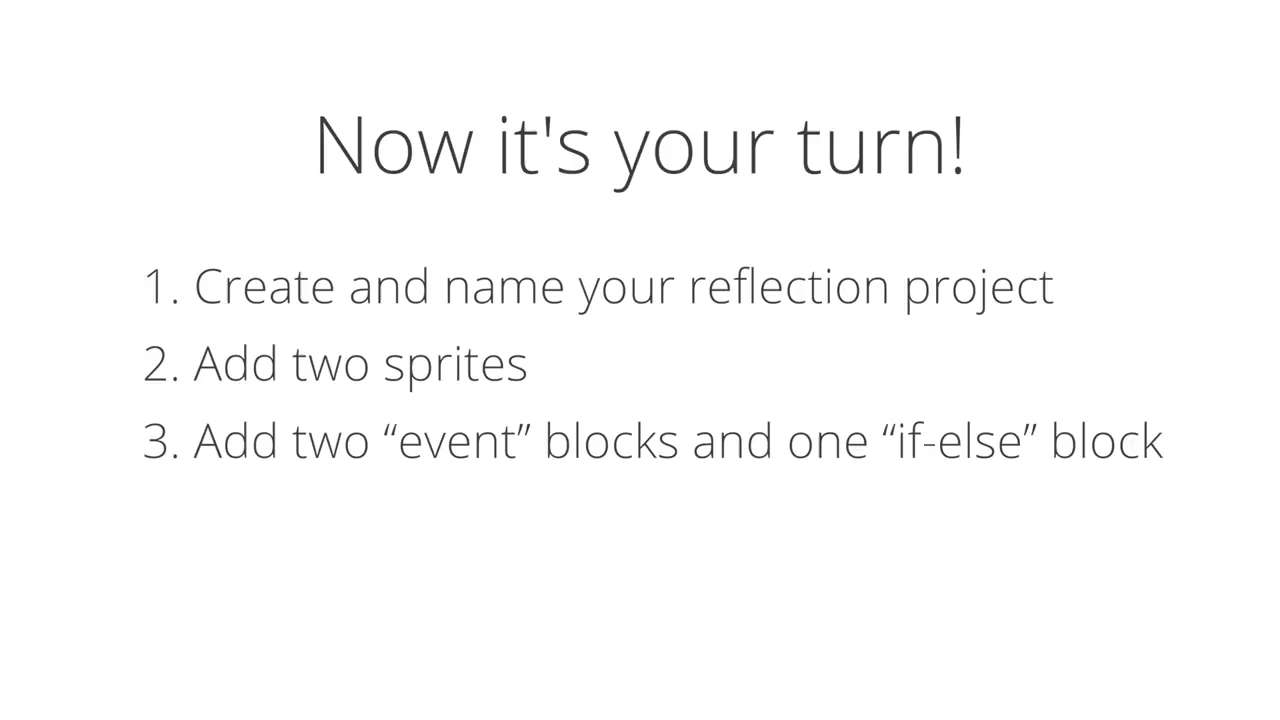 Now it's your turn!
1. Create and name your reflection project
2. Add two sprites
3. Add two “event” blocks and one “if-else” block